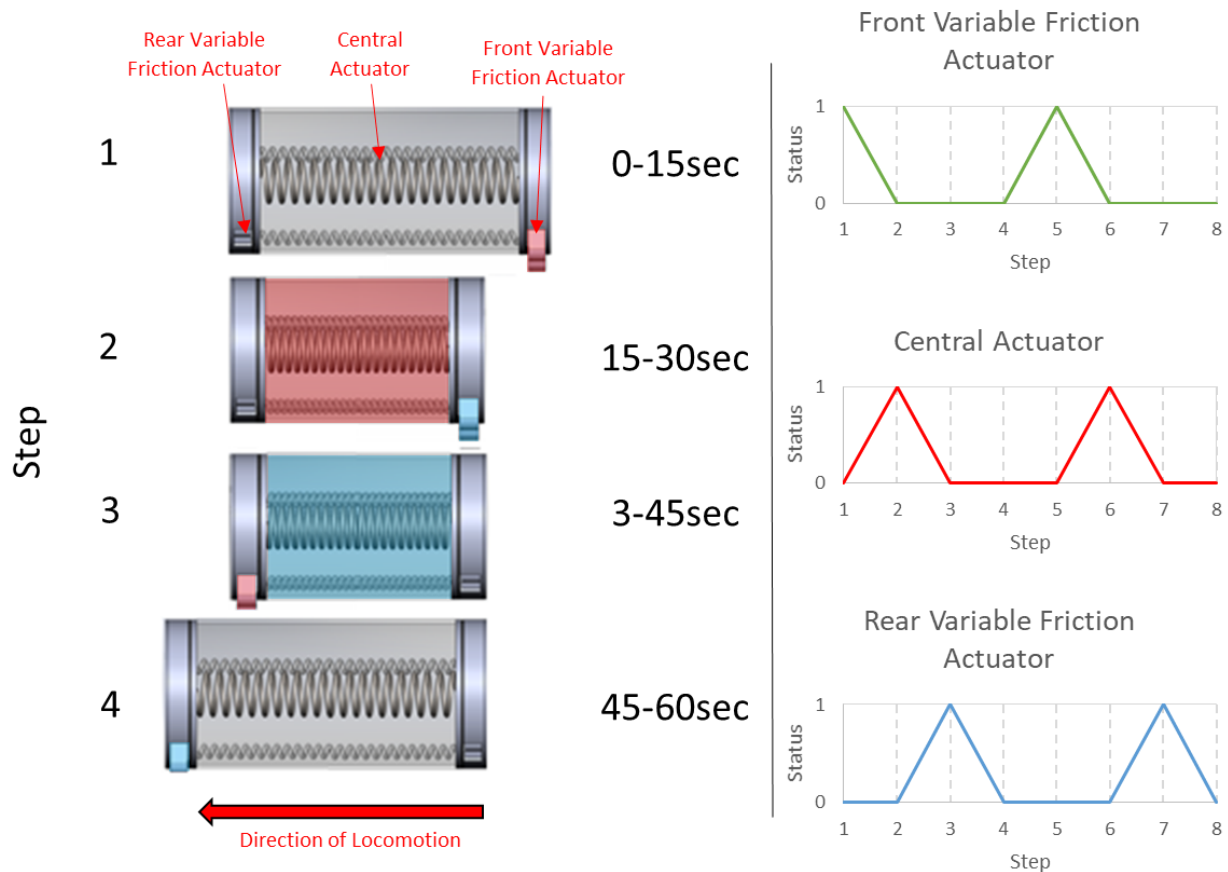 Rear Variable
Friction Actuator
Central
Actuator
Front Variable
Friction Actuator
Step
1
0-15sec
2
15-30sec
3
3-45sec
4
45-60sec
Direction of Locomotion
Front Variable Friction
Actuator
Status
1
0
1 2 3 4 5 6 7 8
Step
Central Actuator
Status
1
0
1 2 3 4 5 6 7 8
Step
Rear Variable Friction
Actuator
Status
1
0
1 2 3 4 5 6 7 8
Step